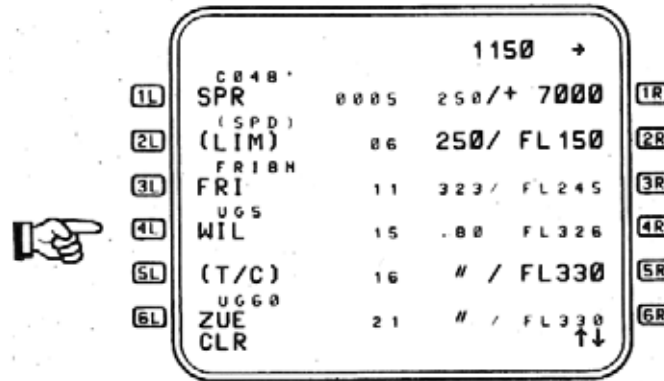 1150 →
C048°
1L SPR 0005 250/+ 7000 1R
(SPD)
2L (LIM) 06 250/ FL150 2R
FRI8N
3L FRI 11 323/ FL245 3R
UG5
4L WIL 15 .80 FL326 4R
5L (T/C) 16 " / FL330 5R
UG60
6L ZUE 21 " / FL330 6R
CLR ↑↓